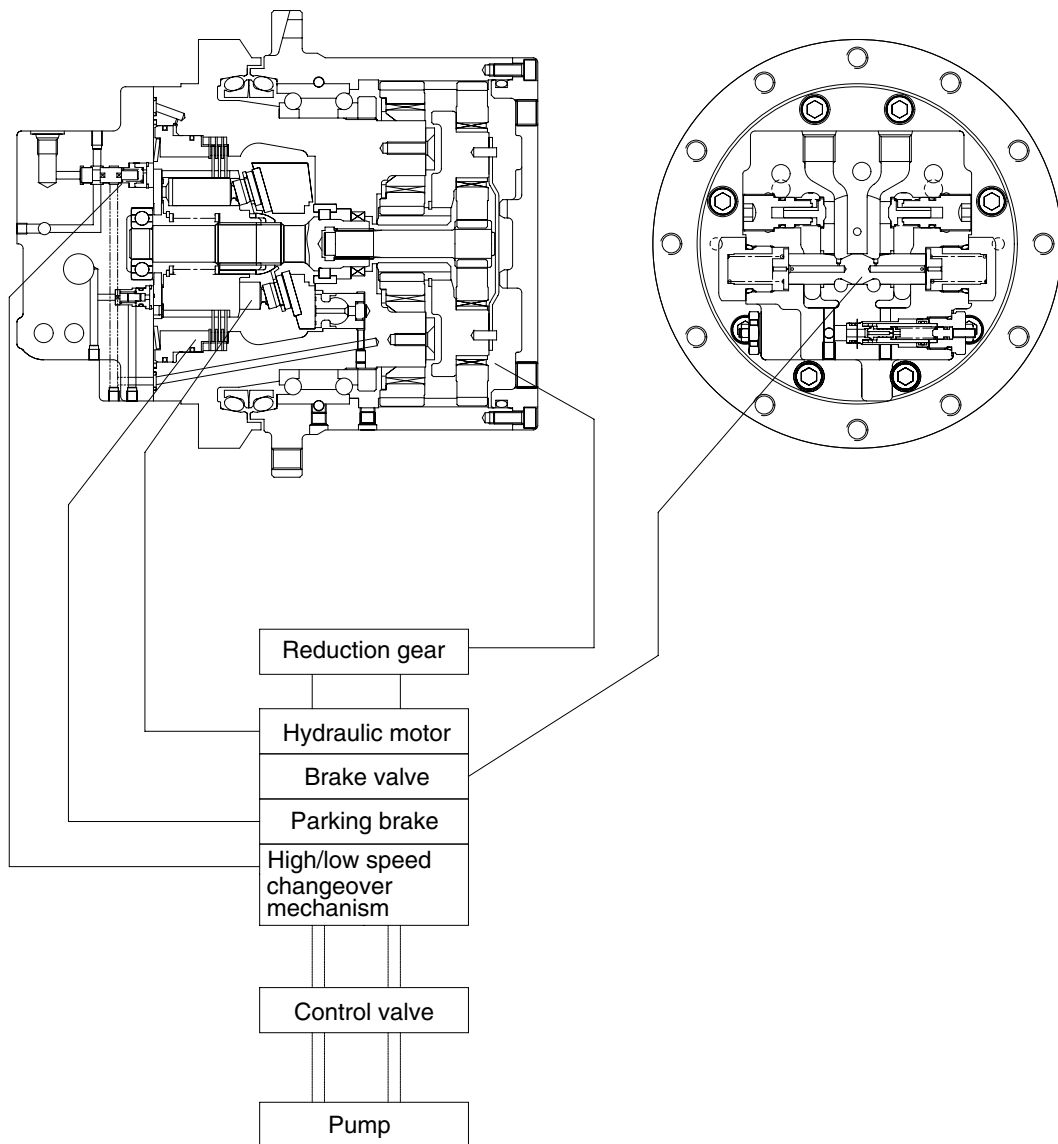 Reduction gear
Hydraulic motor
Brake valve
Parking brake
High/low speed
changeover
mechanism
Control valve
Pump